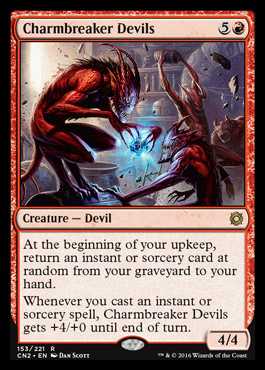 Charmbreaker Devils 5
Creature — Devil
At the beginning of your upkeep,
return an instant or sorcery card at
random from your graveyard to your
hand.
Whenever you cast an instant or
sorcery spell, Charmbreaker Devils
gets +4/+0 until end of turn.
4/4
153/221 R
CN2 • EN DAN SCOTT
™ & © 2016 Wizards of the Coast